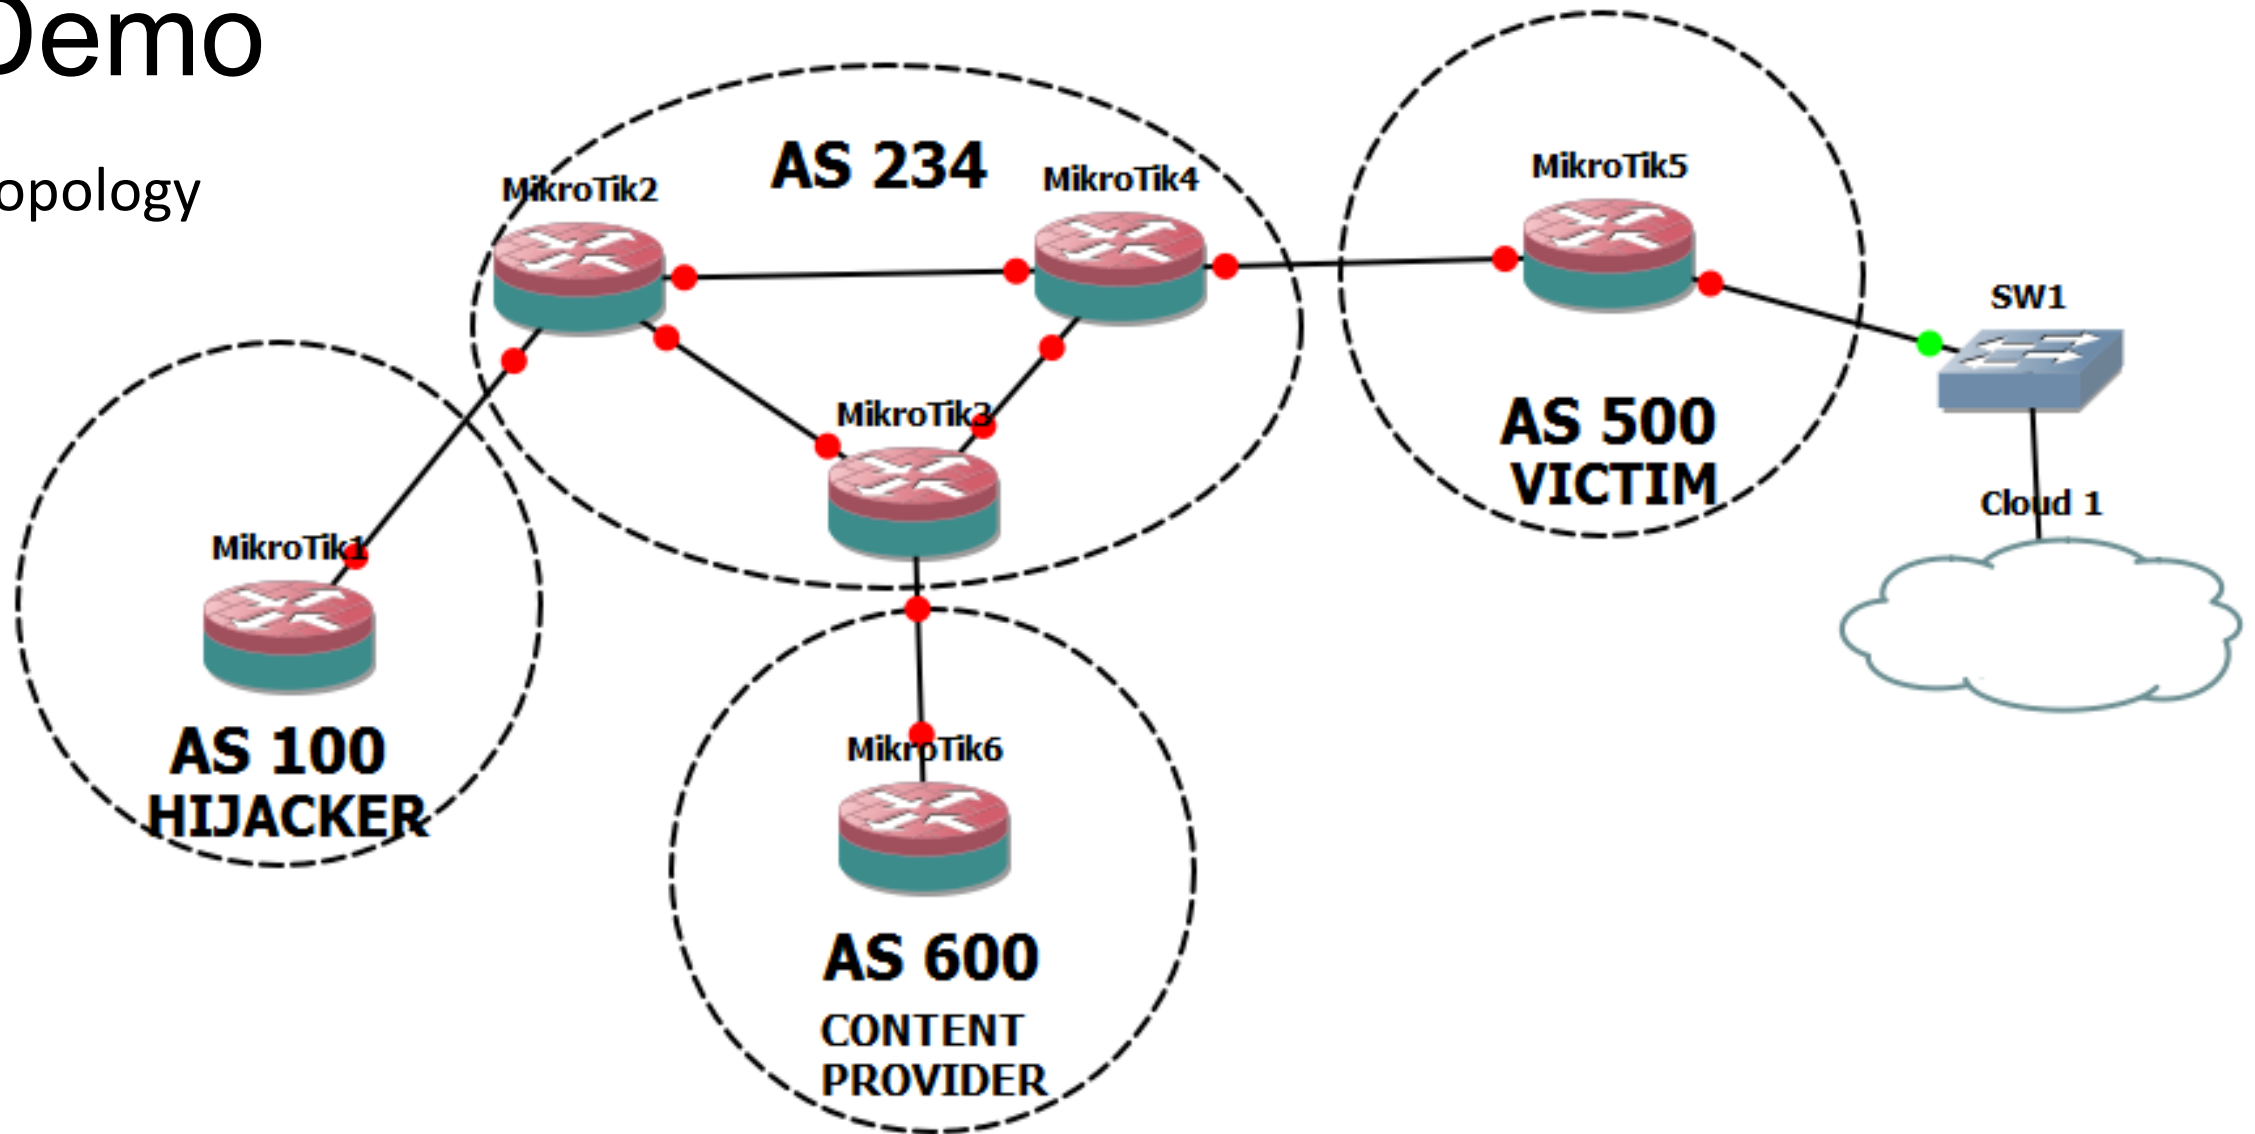 Demo
opology
AS 234
MikroTik2
MikroTik4
MikroTik5
SW1
MikroTik3
AS 500
VICTIM
Cloud 1
MikroTik1
AS 100
HIJACKER
MikroTik6
AS 600
CONTENT
PROVIDER